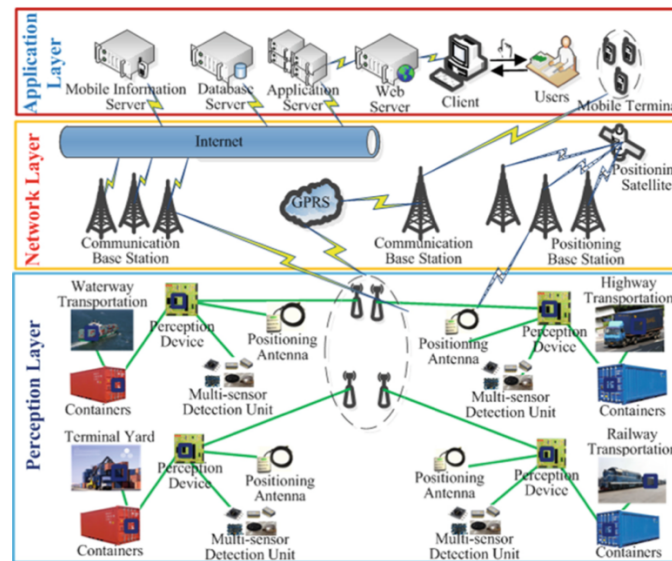 Application
Layer
Mobile Information
Server
Database
Server
Application
Server
Web
Server
Client
Users
Mobile Termina
Network Layer
Internet
GPRS
Communication
Base Station
Communication
Base Station
Positioning
Base Station
Positionin
Satellite
Perception Layer
Waterway
Transportation
Perception
Device
Positioning
Antenna
Multi-sensor
Detection Unit
Containers
Positioning
Antenna
Multi-sensor
Detection Unit
Perception
Device
Highway
Transportation
Containers
Terminal Yard
Perception
Device
Positioning
Antenna
Multi-sensor
Detection Unit
Containers
Positioning
Antenna
Multi-sensor
Detection Unit
Perception
Device
Railway
Transportation
Containers